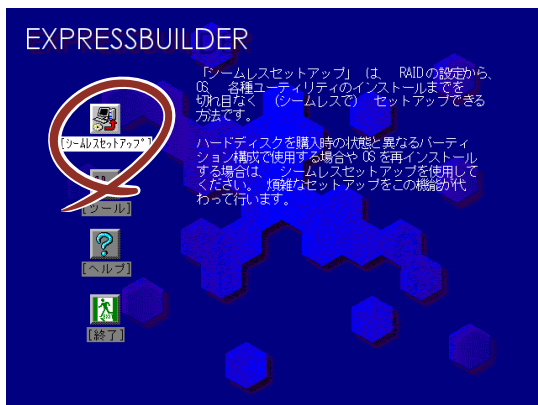 EXPRESSBUILDER
「シームレスセットアップ」 は、 RAIDの設定から、
OS、 各種ユーティリティのインストールまでを
切れ目なく (シームレスで) セットアップできる
方法です。
ハードディスクを購入時の状態と異なるパーティ
ション構成で使用する場合や OS を再インストール
する場合は、 シームレスセットアップを使用して
ください。 煩雑なセットアップをこの機能が代
わって行います。
[シームレスセットアップ]
[ツール]
[ヘルプ]
[終了]